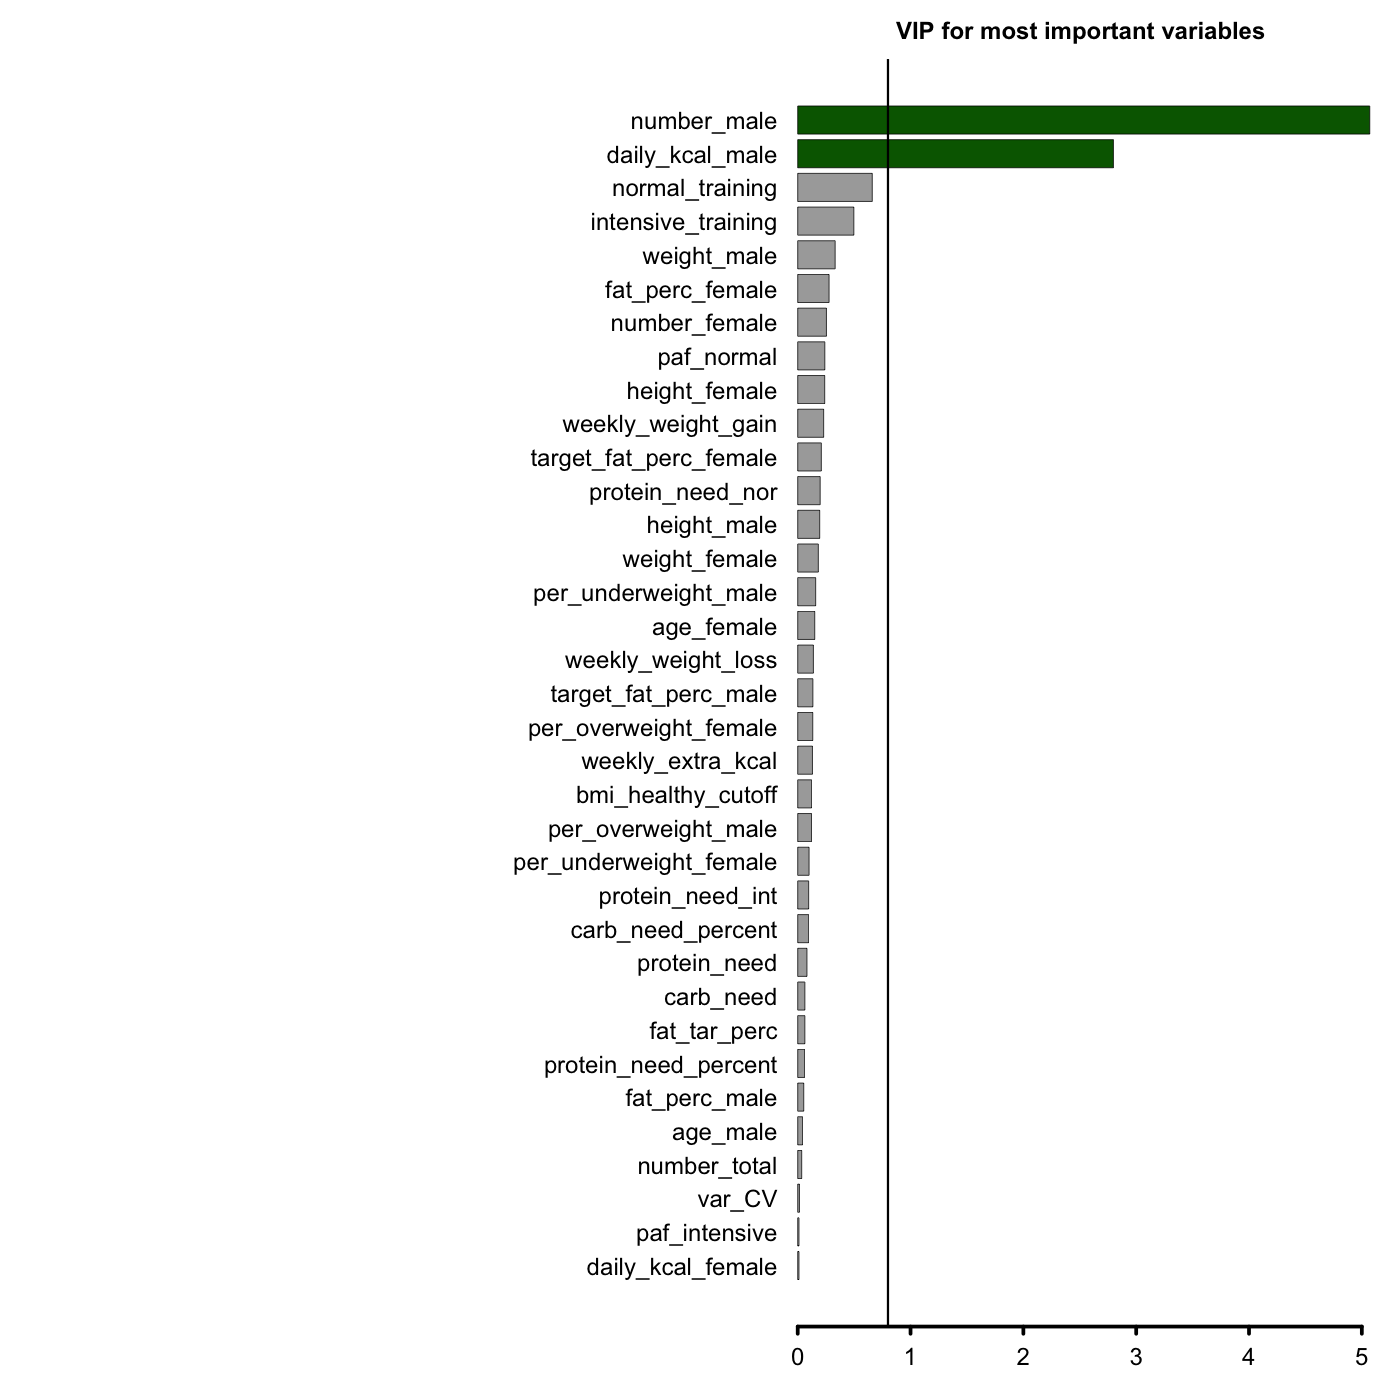 VIP for most important variables
number_male
daily_kcal_male
normal_training
intensive_training
weight_male
fat_perc_female
number_female
paf_normal
height_female
weekly_weight_gain
target_fat_perc_female
protein_need_nor
height_male
weight_female
per_underweight_male
age_female
weekly_weight_loss
target_fat_perc_male
per_overweight_female
weekly_extra_kcal
bmi_healthy_cutoff
per_overweight_male
per_underweight_female
protein_need_int
carb_need_percent
protein_need
carb_need
fat_tar_perc
protein_need_percent
fat_perc_male
age_male
number_total
var_CV
paf_intensive
daily_kcal_female
0 1 2 3 4 5